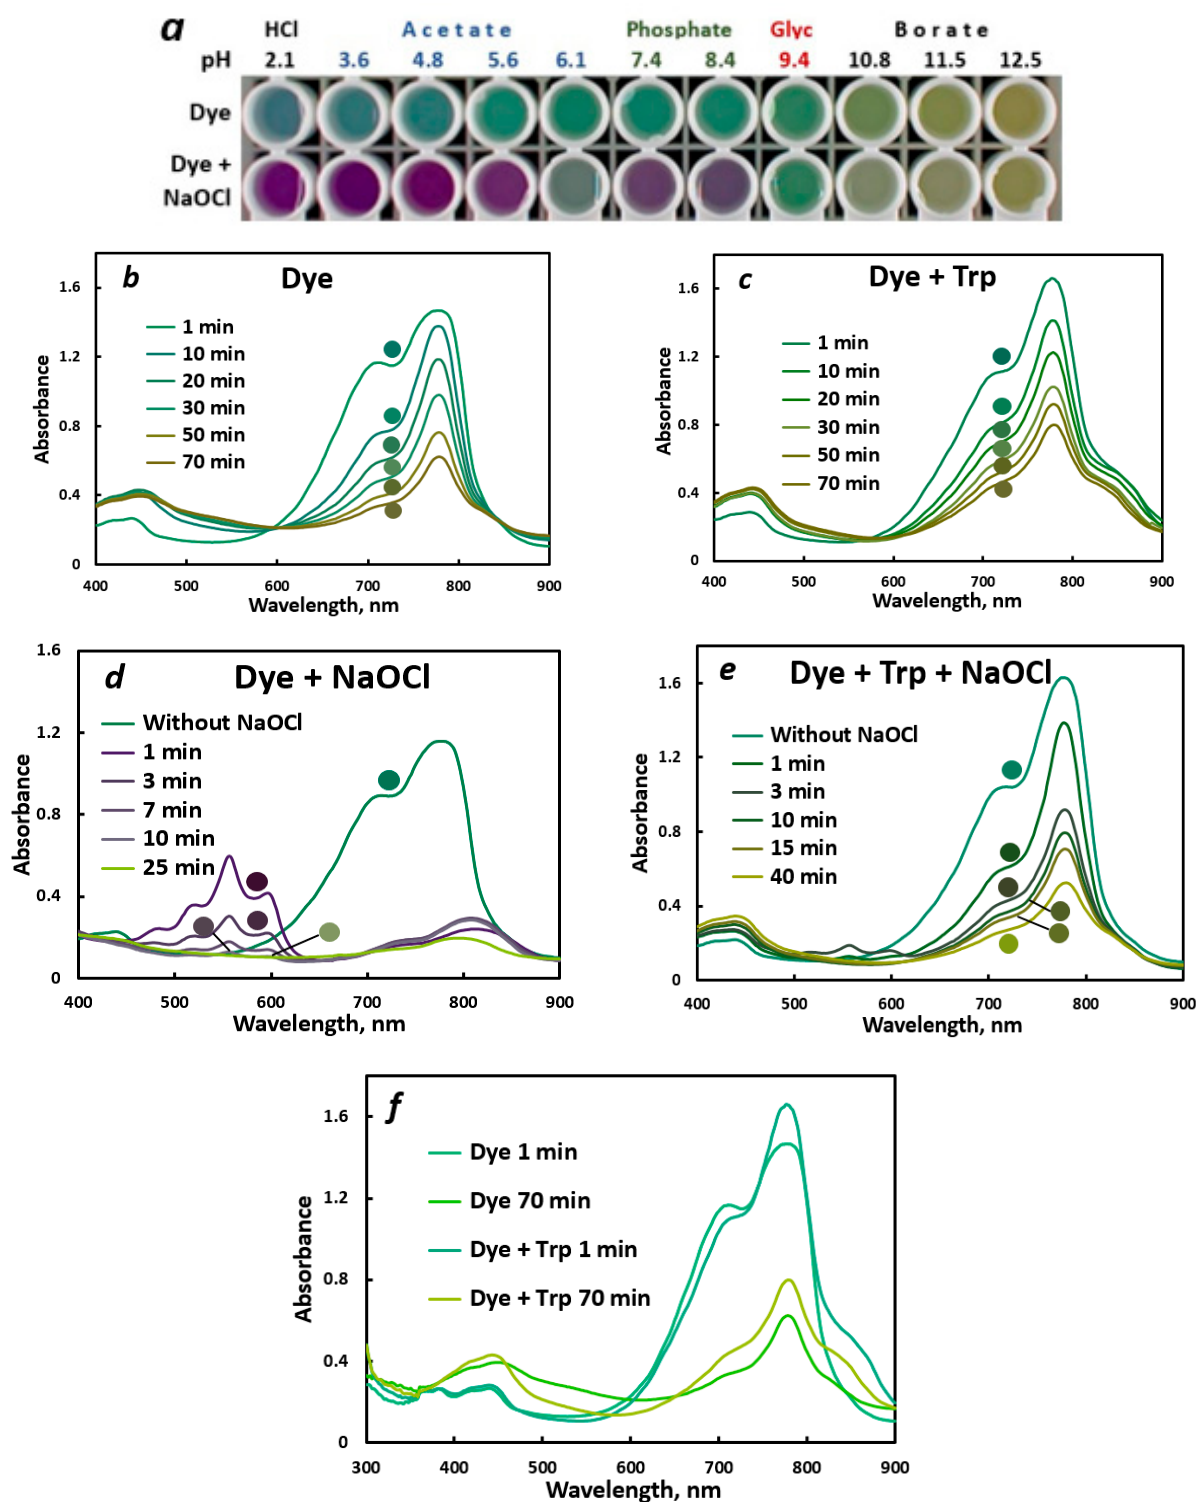 a
HCl Acetate Phosphate Glyc Borate
pH 2.1 3.6 4.8 5.6 6.1 7.4 8.4 9.4 10.8 11.5 12.5
Dye
Dye +
NaOCl
b Dye
1.6
1.2
0.8
0.4
0
Absorbance
1 min
10 min
20 min
30 min
50 min
70 min
400 500 600 700 800 900
Wavelength, nm
c Dye + Trp
1.6
1.2
0.8
0.4
0
Absorbance
1 min
10 min
20 min
30 min
50 min
70 min
400 500 600 700 800 900
Wavelength, nm
d Dye + NaOCl
1.6
1.2
0.8
0.4
0
Absorbance
Without NaOCl
1 min
3 min
7 min
10 min
25 min
400 500 600 700 800 900
Wavelength, nm
e Dye + Trp + NaOCl
1.6
1.2
0.8
0.4
0
Absorbance
Without NaOCl
1 min
3 min
10 min
15 min
40 min
400 500 600 700 800 900
Wavelength, nm
f
1.6
1.2
0.8
0.4
0
Absorbance
Dye 1 min
Dye 70 min
Dye + Trp 1 min
Dye + Trp 70 min
300 400 500 600 700 800 900
Wavelength, nm